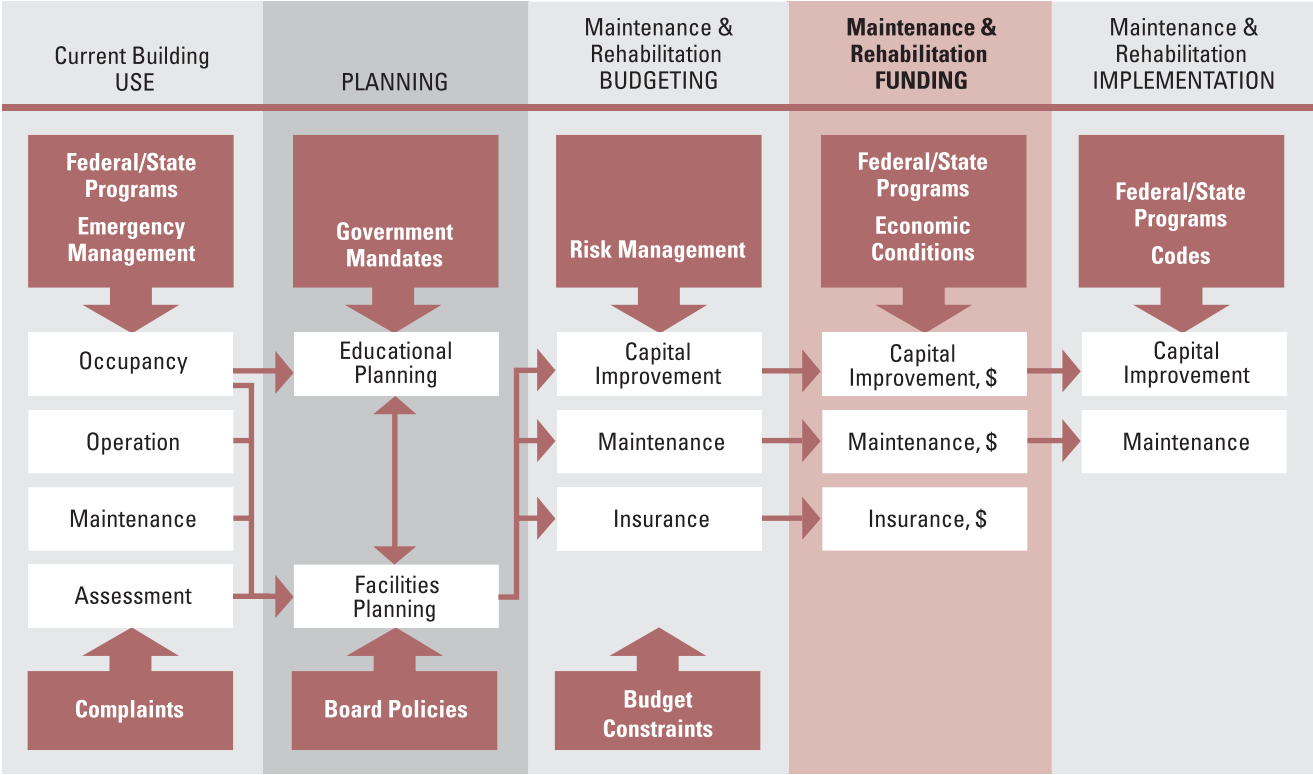 Current Building
USE
PLANNING
Maintenance &
Rehabilitation
BUDGETING
Maintenance &
Rehabilitation
FUNDING
Maintenance &
Rehabilitation
IMPLEMENTATION
Federal/State
Programs
Emergency
Management
Government
Mandates
Risk Management
Federal/State
Programs
Economic
Conditions
Federal/State
Programs
Codes
Occupancy
Operation
Maintenance
Assessment
Educational
Planning
Facilities
Planning
Capital
Improvement
Maintenance
Insurance
Capital
Improvement, $
Maintenance, $
Insurance, $
Capital
Improvement
Maintenance
Complaints
Board Policies
Budget
Constraints